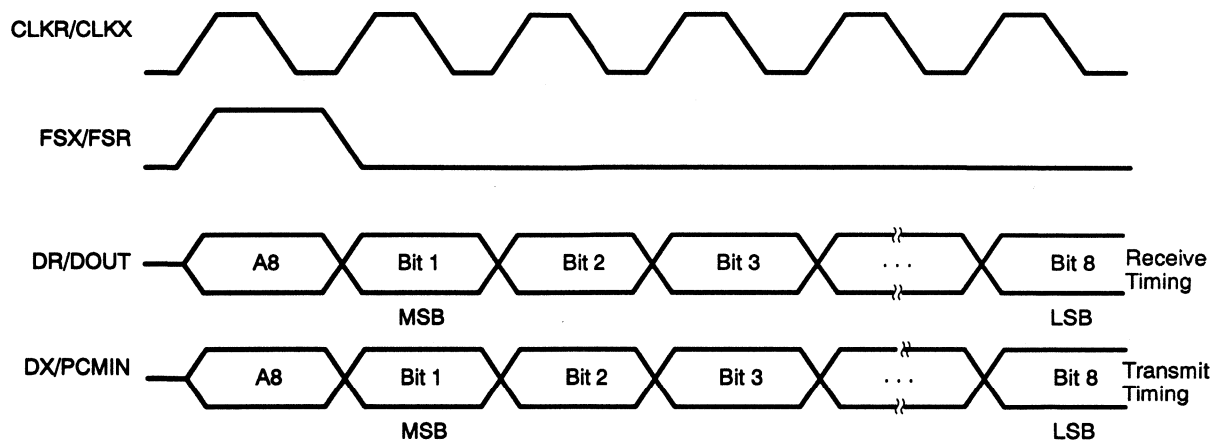 CLKR/CLKX
FSX/FSR
DR/DOUT
A8
Bit 1
Bit 2
Bit 3
. . .
Bit 8
Receive
Timing
MSB
LSB
DX/PCMIN
A8
Bit 1
Bit 2
Bit 3
. . .
Bit 8
Transmit
Timing
MSB
LSB